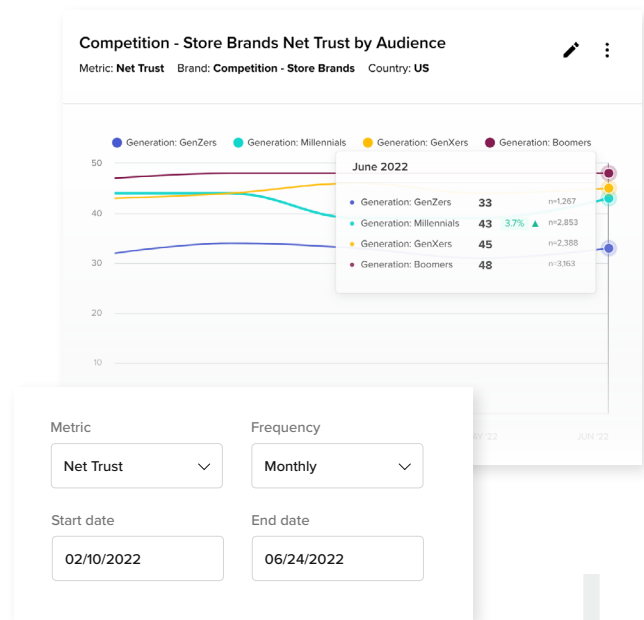 Competition - Store Brands Net Trust by Audience
Metric: Net Trust Brand: Competition - Store Brands Country: US
Generation: GenZers Generation: Millennials Generation: GenXers Generation: Boomers
50
June 2022
Generation: GenZers 33 n=1,267
40
Generation: Millennials 43 3.7% ▲ n=2,853
Generation: GenXers 45 n=2,388
30
Generation: Boomers 48 n=3,163
20
10
JUN '22
Metric Frequency
Net Trust Monthly
Start date End date
02/10/2022 06/24/2022